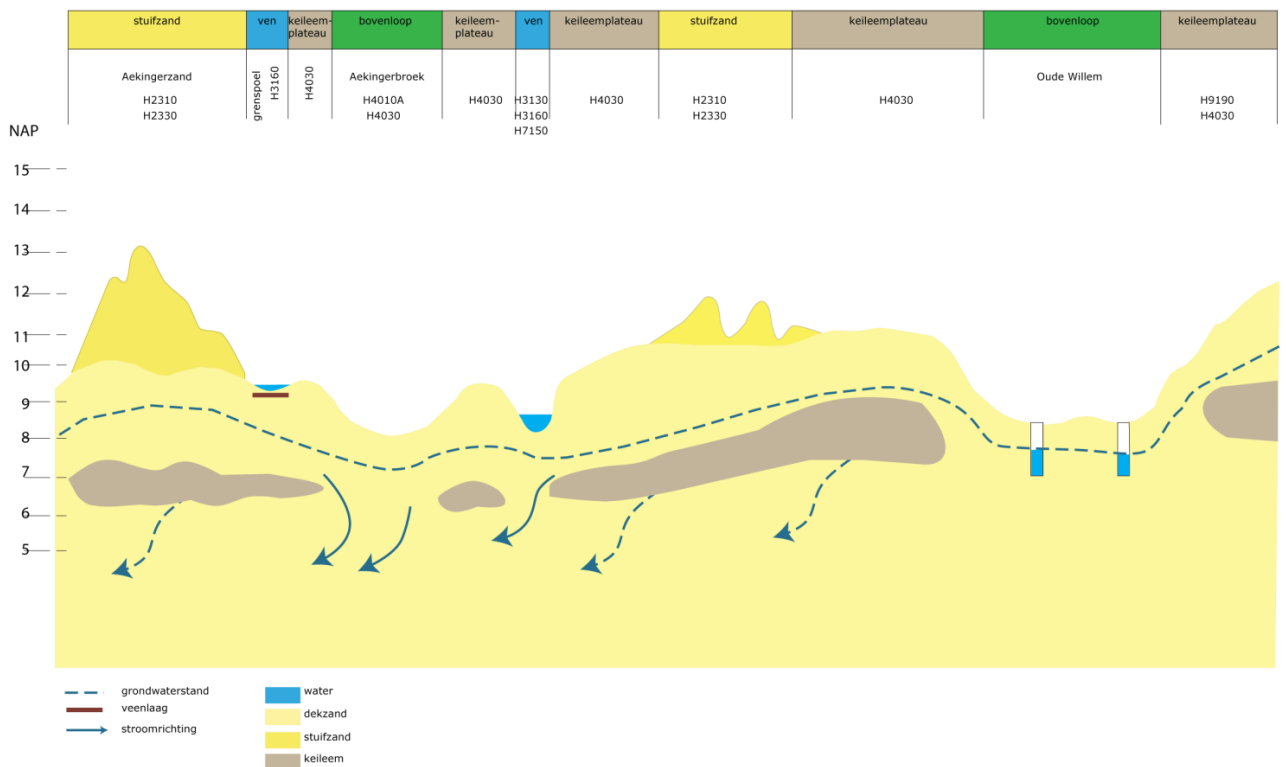 stuifzand
ven
keileem-
plateau
bovenloop
keileem-
plateau
ven
keileemplateau
stuifzand
keileemplateau
bovenloop
keileemplateau
Aekingerzand
H2310
H2330
grenspoel
H3160
H4030
Aekingerbroek
H4010A
H4030
H4030
H3130
H3160
H7150
H4030
H2310
H2330
H4030
Oude Willem
H9190
H4030
NAP
15
14
13
12
11
10
9
8
7
6
5
grondwaterstand
veenlaag
stroomrichting
water
dekzand
stuifzand
keileem